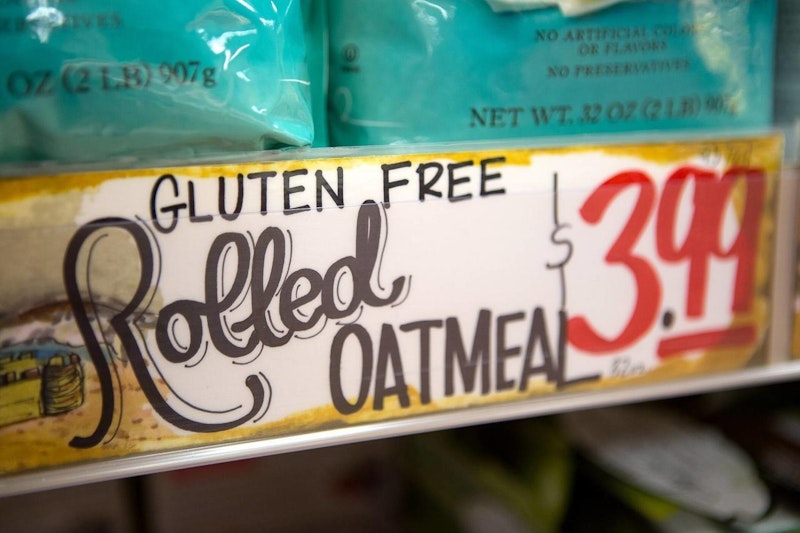 OZ (2 LB) 907g
NO ARTIFICIAL COLORS
OR FLAVORS
NO PRESERVATIVES
NET WT. 32 OZ (2 LB) 907g
GLUTEN FREE
Rolled
OATMEAL
$3.99